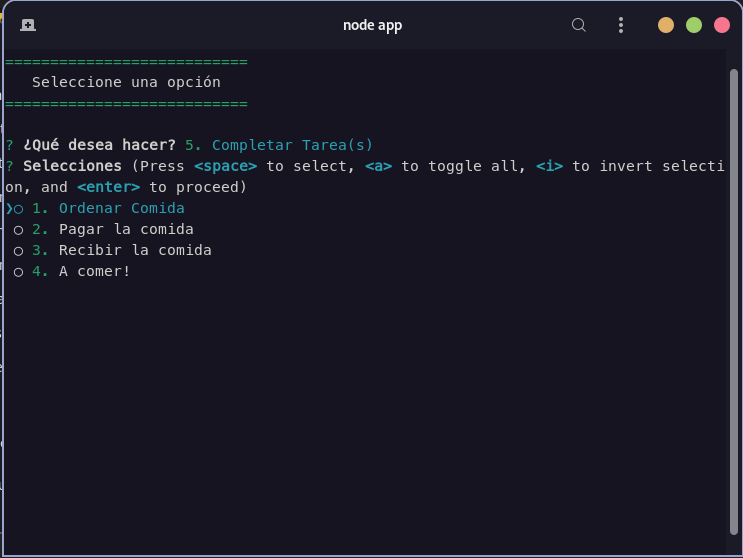 node app
===========================
Seleccione una opción
===========================
? ¿Qué desea hacer? 5. Completar Tarea(s)
? Selecciones (Press <space> to select, <a> to toggle all, <i> to invert selecti
on, and <enter> to proceed)
❯○ 1. Ordenar Comida
○ 2. Pagar la comida
○ 3. Recibir la comida
○ 4. A comer!